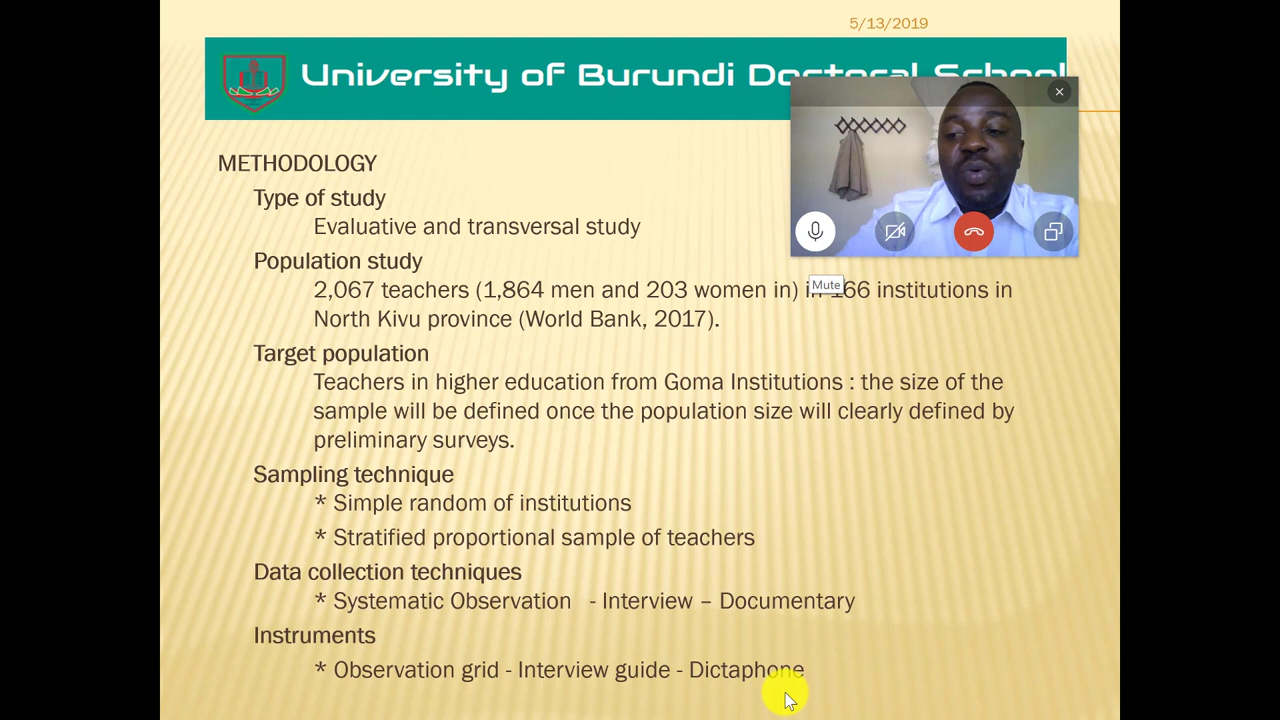 5/13/2019
University of Burundi Doctoral School
METHODOLOGY
Type of study
Evaluative and transversal study
Population study
2,067 teachers (1,864 men and 203 women in) in 166 institutions in
North Kivu province (World Bank, 2017).
Mute
Target population
Teachers in higher education from Goma Institutions : the size of the
sample will be defined once the population size will clearly defined by
preliminary surveys.
Sampling technique
* Simple random of institutions
* Stratified proportional sample of teachers
Data collection techniques
* Systematic Observation - Interview – Documentary
Instruments
* Observation grid - Interview guide - Dictaphone